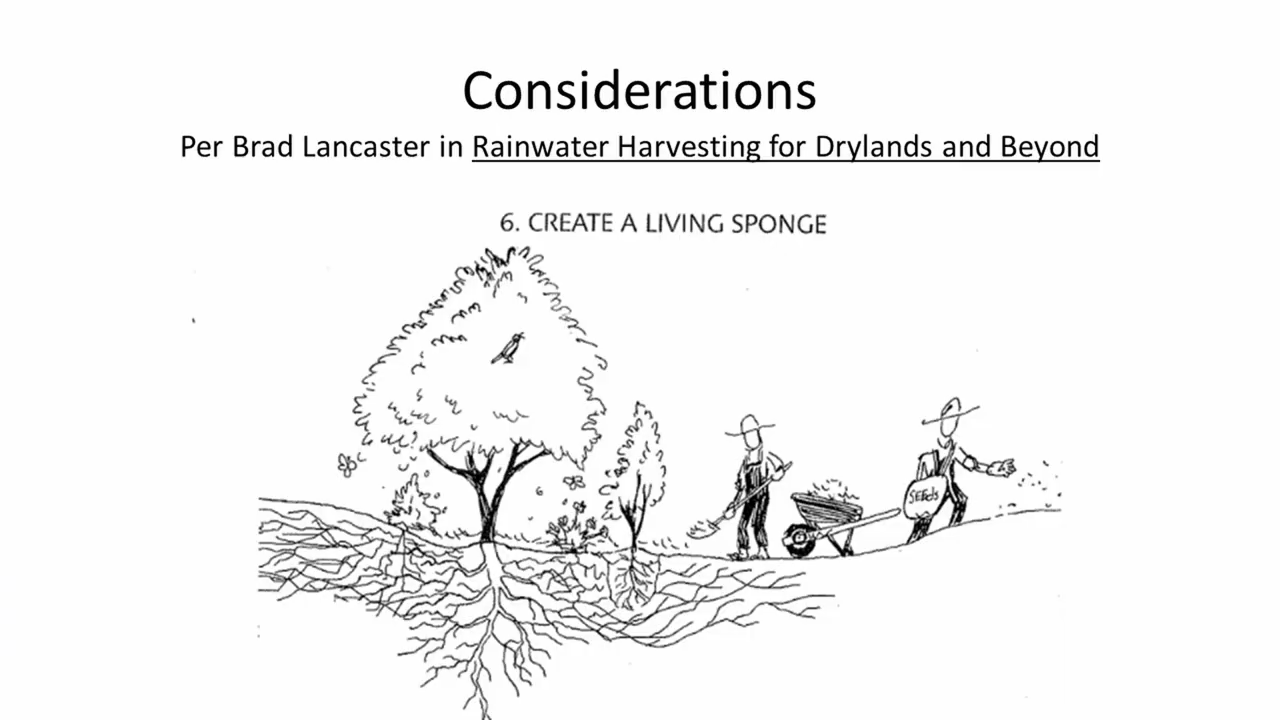 Considerations
Per Brad Lancaster in Rainwater Harvesting for Drylands and Beyond
6. CREATE A LIVING SPONGE
SEEdS